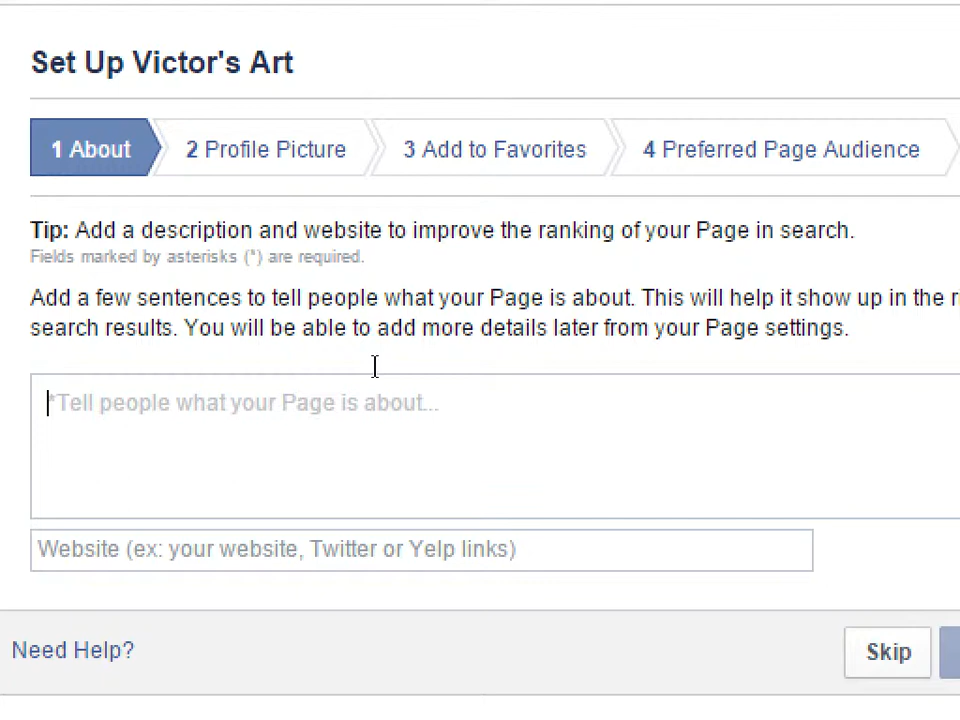 Set Up Victor's Art
1 About
2 Profile Picture
3 Add to Favorites
4 Preferred Page Audience
Tip: Add a description and website to improve the ranking of your Page in search.
Fields marked by asterisks (*) are required.
Add a few sentences to tell people what your Page is about. This will help it show up in the
search results. You will be able to add more details later from your Page settings.
*Tell people what your Page is about...
Website (ex: your website, Twitter or Yelp links)
Need Help?
Skip